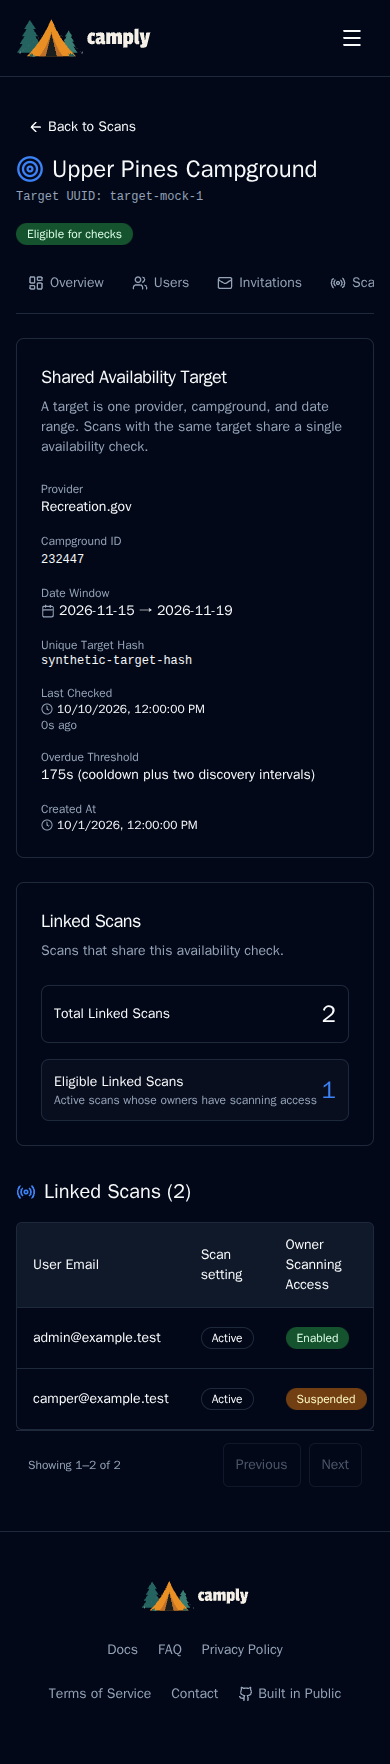 camply
Back to Scans
Upper Pines Campground
Target UUID: target-mock-1
Eligible for checks
Overview
Users
Invitations
Sca
Shared Availability Target
A target is one provider, campground, and date
range. Scans with the same target share a single
availability check.
Provider
Recreation.gov
Campground ID
232447
Date Window
2026-11-15 → 2026-11-19
Unique Target Hash
synthetic-target-hash
Last Checked
10/10/2026, 12:00:00 PM
0s ago
Overdue Threshold
175s (cooldown plus two discovery intervals)
Created At
10/1/2026, 12:00:00 PM
Linked Scans
Scans that share this availability check.
Total Linked Scans 2
Eligible Linked Scans
Active scans whose owners have scanning access 1
Linked Scans (2)
User Email
Scan
setting
Owner
Scanning
Access
admin@example.test Active Enabled
camper@example.test Active Suspended
Showing 1–2 of 2 Previous Next
camply
Docs FAQ Privacy Policy
Terms of Service Contact Built in Public